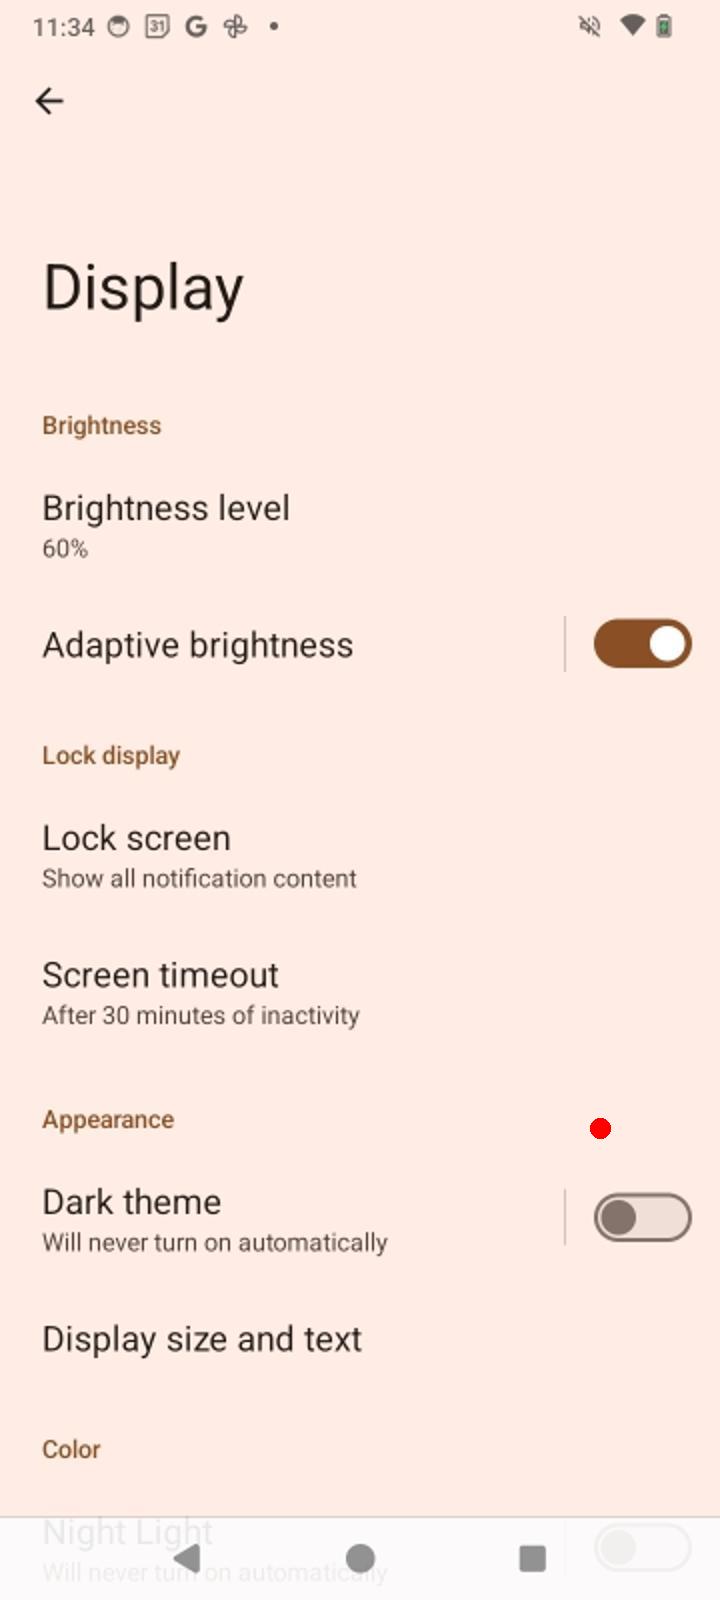 11:34 31 G
Display
Brightness
Brightness level
60%
Adaptive brightness
Lock display
Lock screen
Show all notification content
Screen timeout
After 30 minutes of inactivity
Appearance
Dark theme
Will never turn on automatically
Display size and text
Color
Night Light
Will never turn on automatically